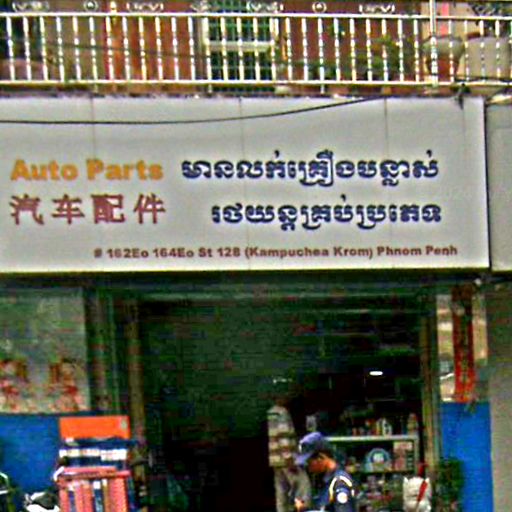 Auto Parts
汽车配件
មានលក់គ្រឿងបន្លាស់
រថយន្តគ្រប់ប្រភេទ
# 162Eo 164Eo St 128 (Kampuchea Krom) Phnom Penh